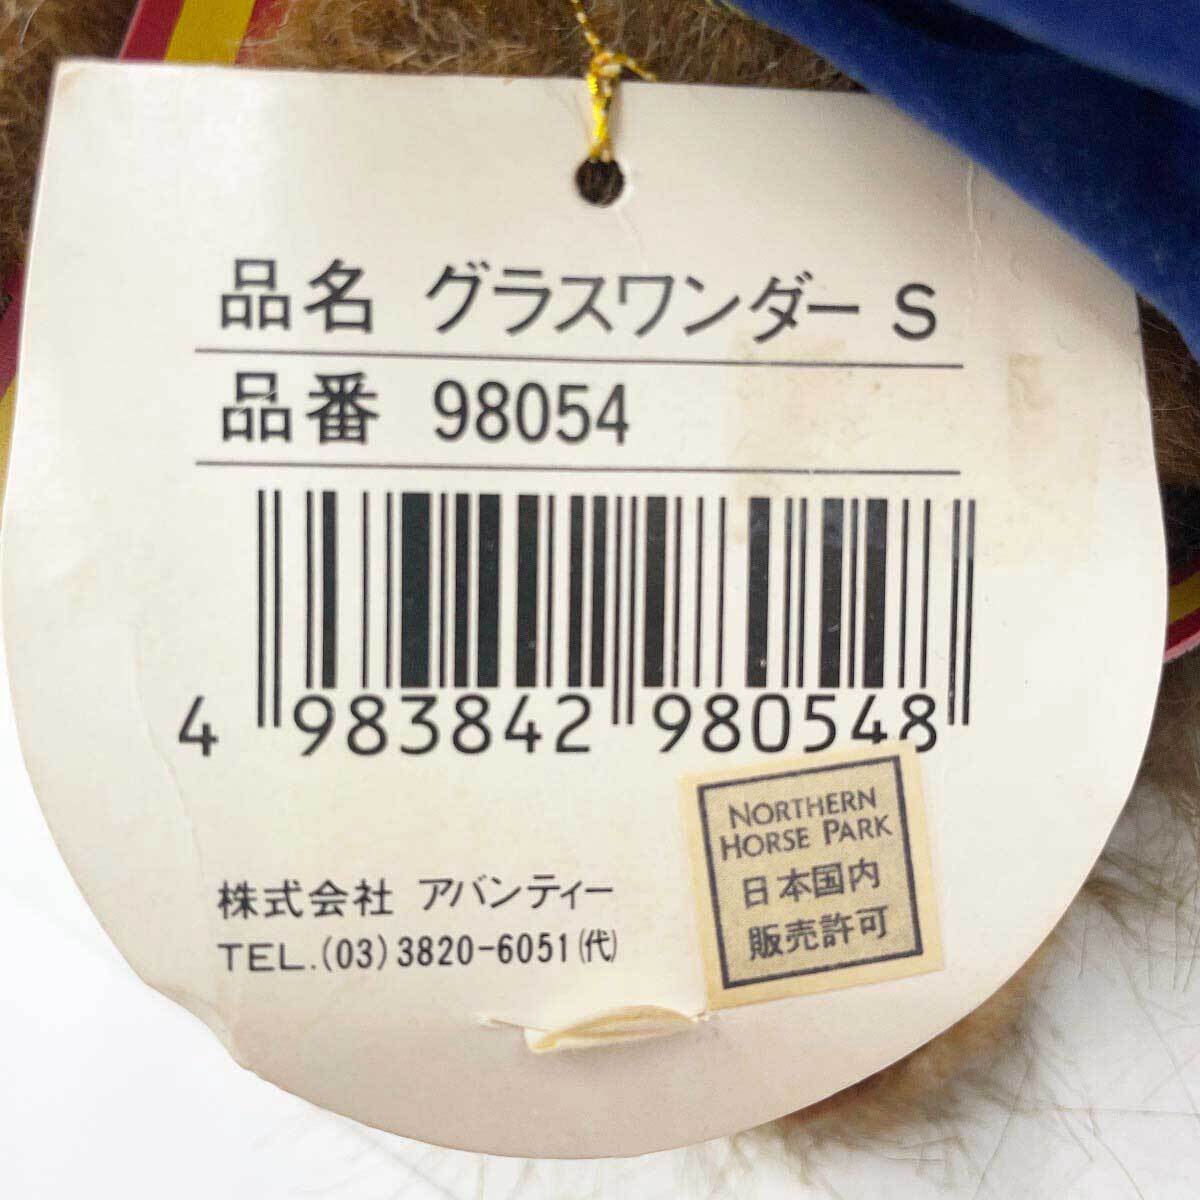 品名 グラスワンダー S
品番 98054
4 983842 980548
NORTHERN
HORSE PARK
日本国内
販売許可
株式会社 アバンティー
TEL.(03)3820-6051(代)